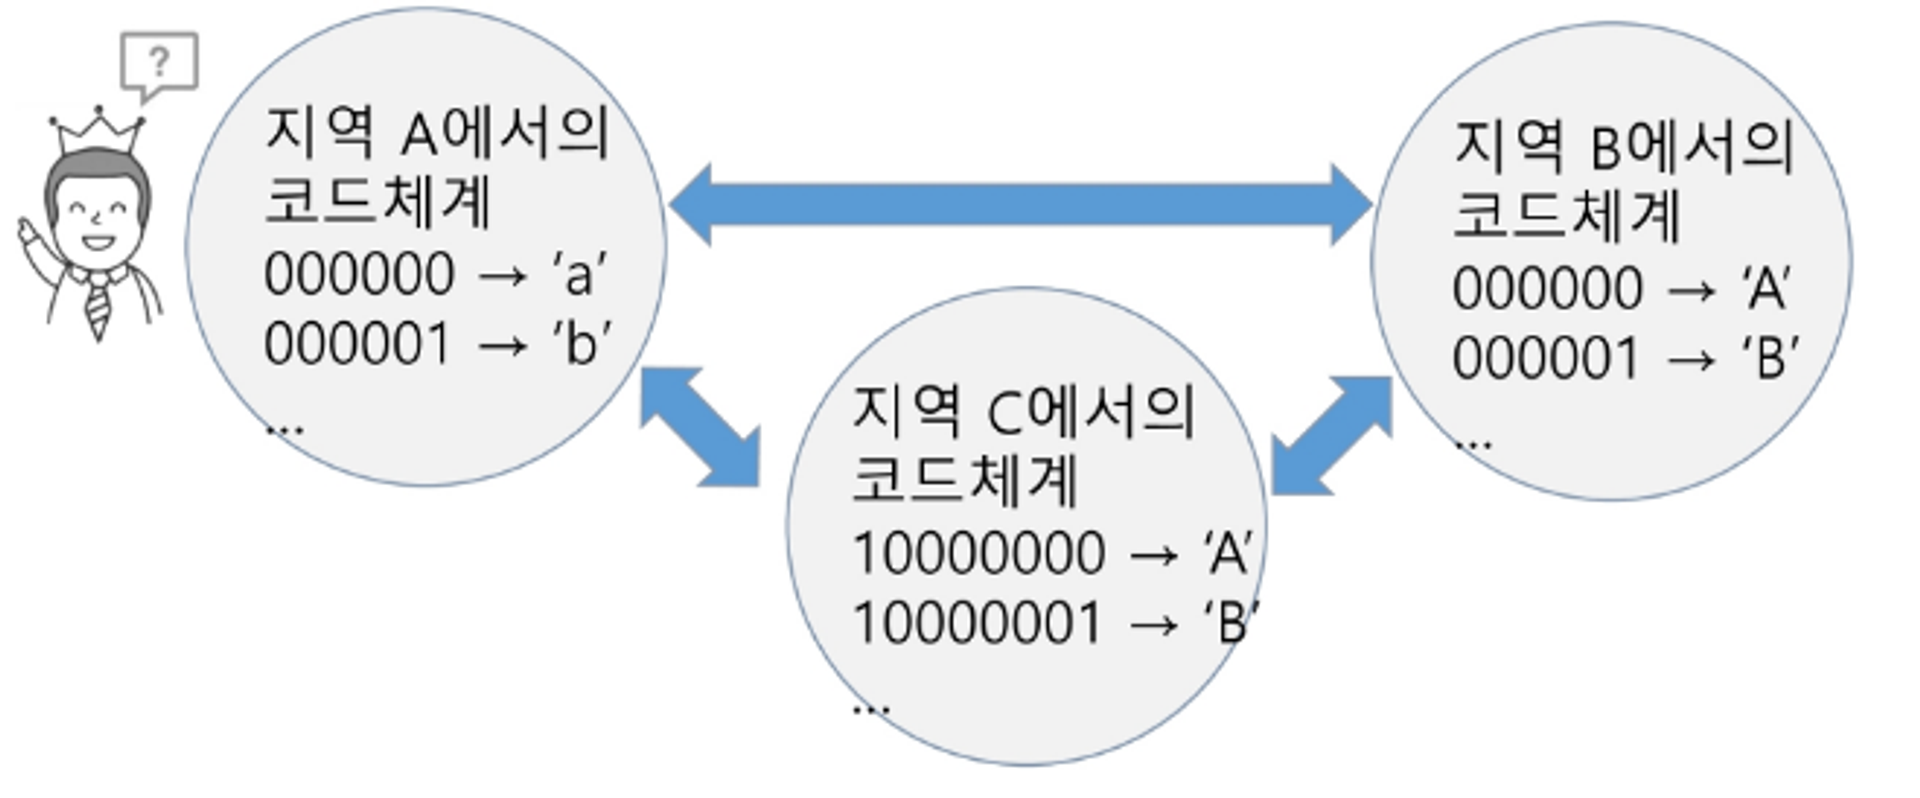 ?
지역 A에서의
코드체계
000000 → ‘a’
000001 → ‘b’
...
지역 B에서의
코드체계
000000 → ‘A’
000001 → ‘B’
...
지역 C에서의
코드체계
10000000 → ‘A’
10000001 → ‘B’
...